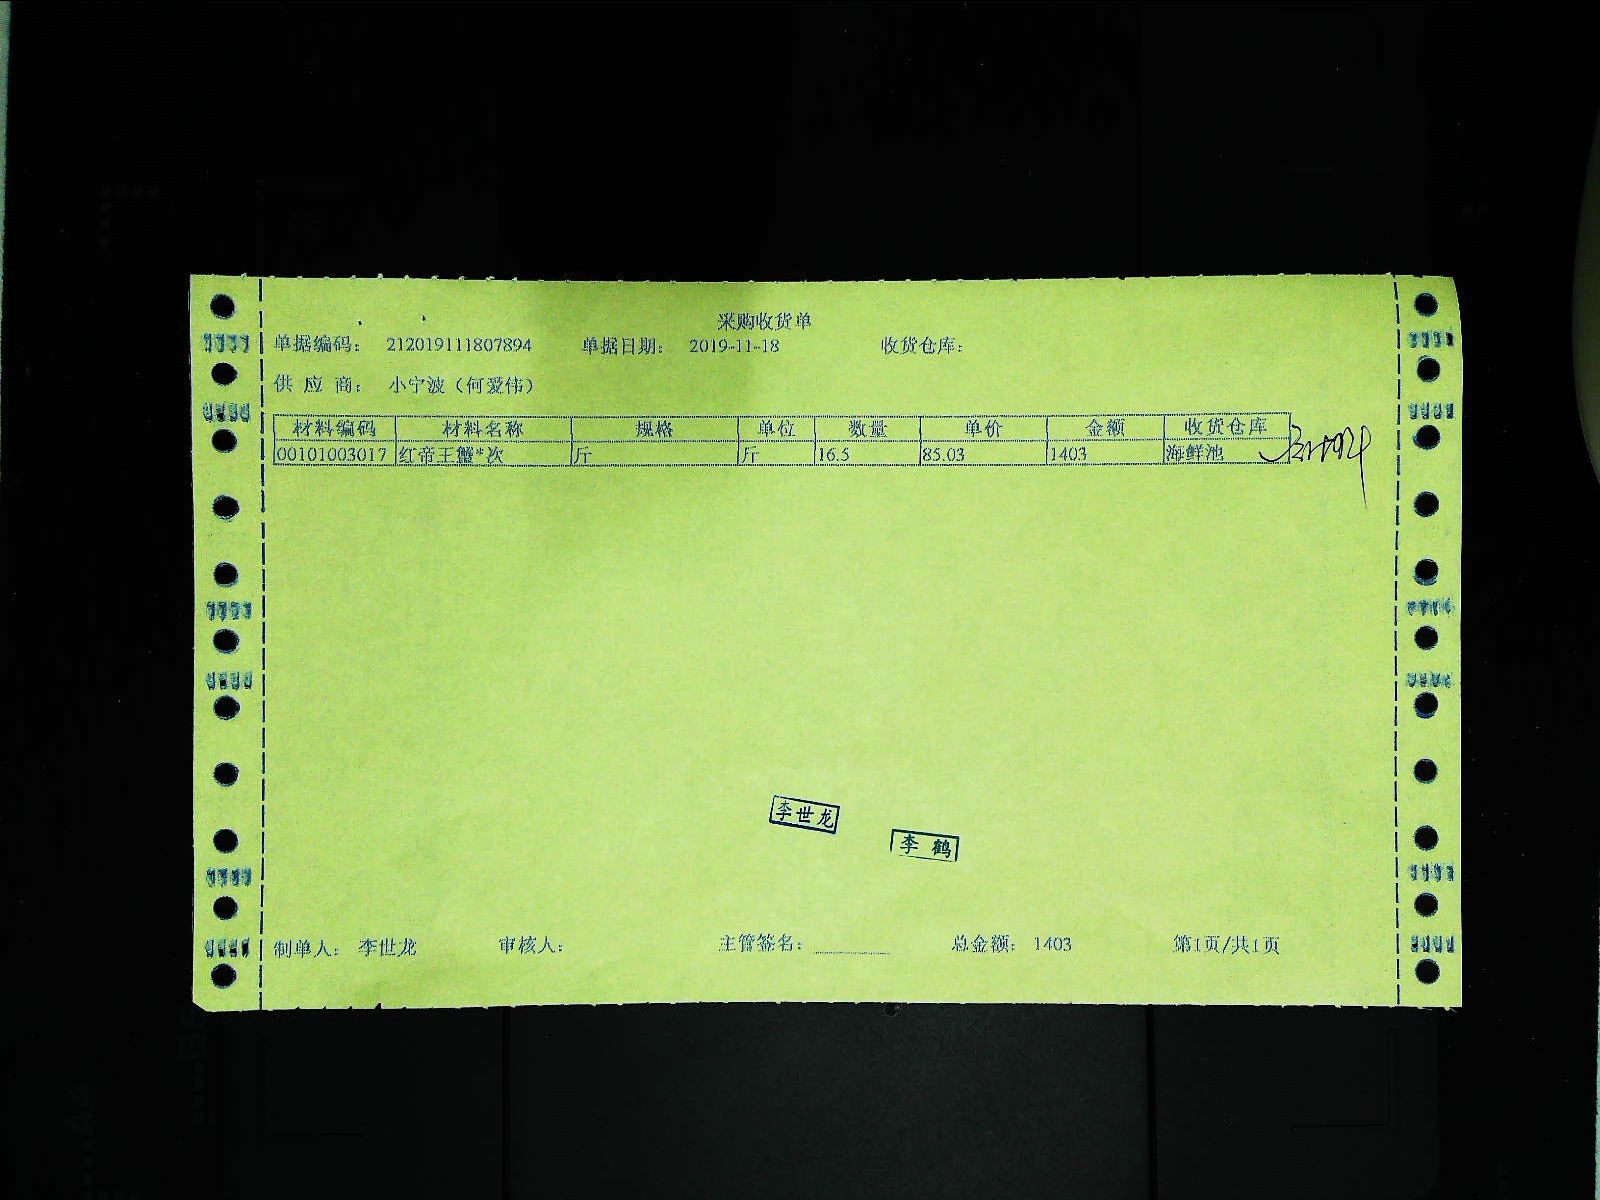 采购收货单
单据编码: 212019111807894 单据日期: 2019-11-18 收货仓库:
供 应 商: 小宁波（何爱伟）
材料编码 材料名称 规格 单位 数量 单价 金额 收货仓库
00101003017 红帝王蟹*次 斤 斤 16.5 85.03 1403 海鲜池
李世龙
李 鹤
制单人: 李世龙 审核人: 主管签名: 总金额: 1403 第1页/共1页